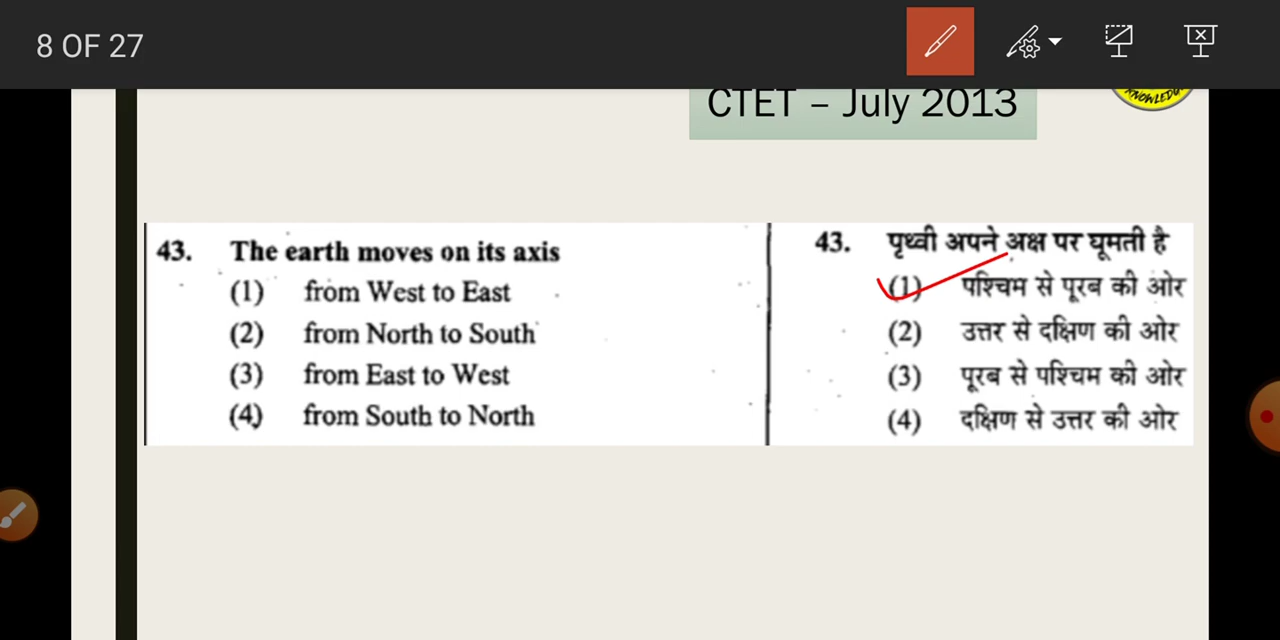 8 OF 27
KNOWLEDGE
CTET – July 2013
43. The earth moves on its axis
(1) from West to East
(2) from North to South
(3) from East to West
(4) from South to North
43. पृथ्वी अपने अक्ष पर घूमती है
(1) पश्चिम से पूरब की ओर
(2) उत्तर से दक्षिण की ओर
(3) पूरब से पश्चिम की ओर
(4) दक्षिण से उत्तर की ओर